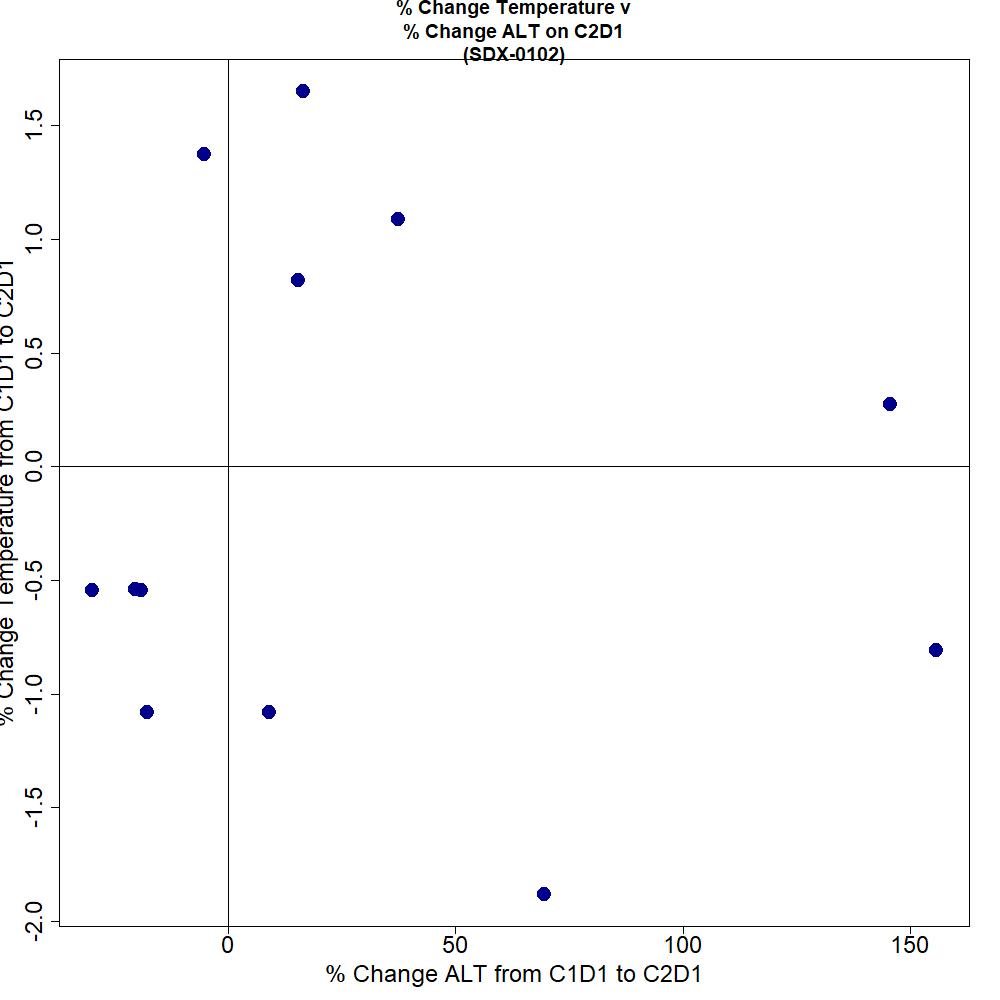 % Change Temperature v
% Change ALT on C2D1
(SDX-0102)
% Change Temperature from C1D1 to C2D1
1.5
1.0
0.5
0.0
-0.5
-1.0
-1.5
-2.0
0 50 100 150
% Change ALT from C1D1 to C2D1